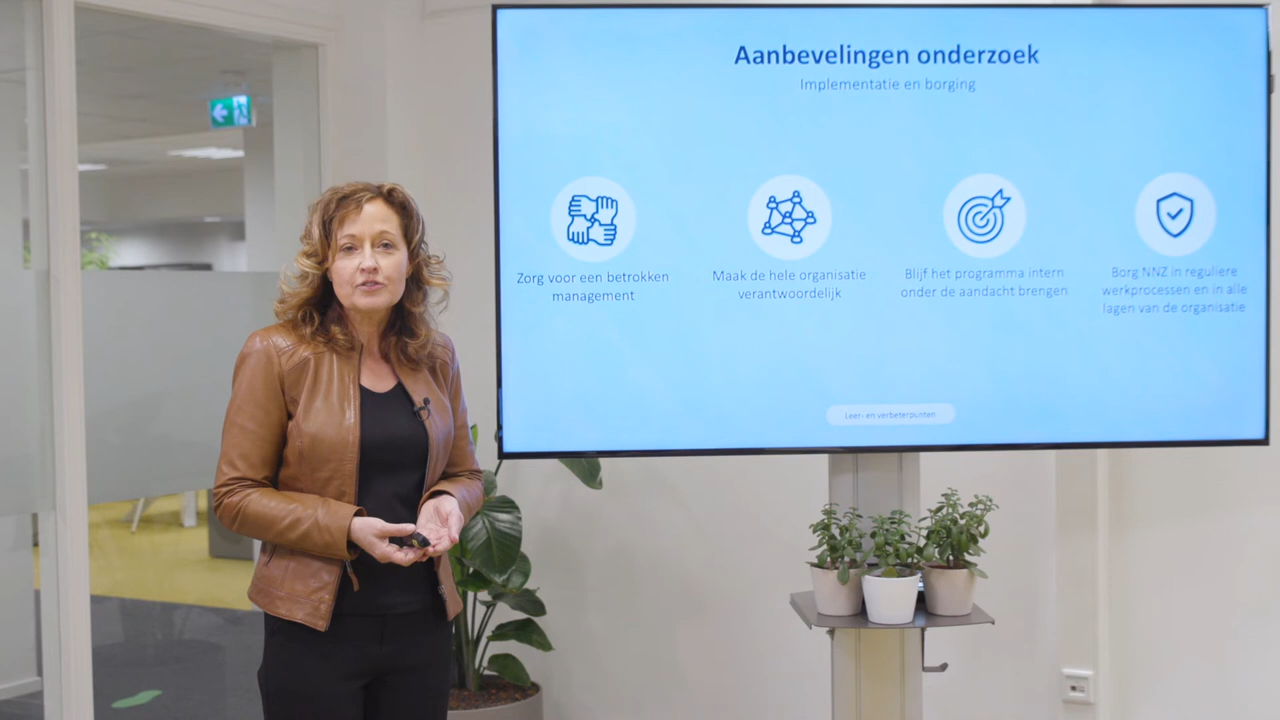 Aanbevelingen onderzoek
Implementatie en borging
Zorg voor een betrokken
management
Maak de hele organisatie
verantwoordelijk
Blijf het programma intern
onder de aandacht brengen
Borg NNZ in reguliere
werkprocessen en in alle
lagen van de organisatie
Leer- en verbeterpunten